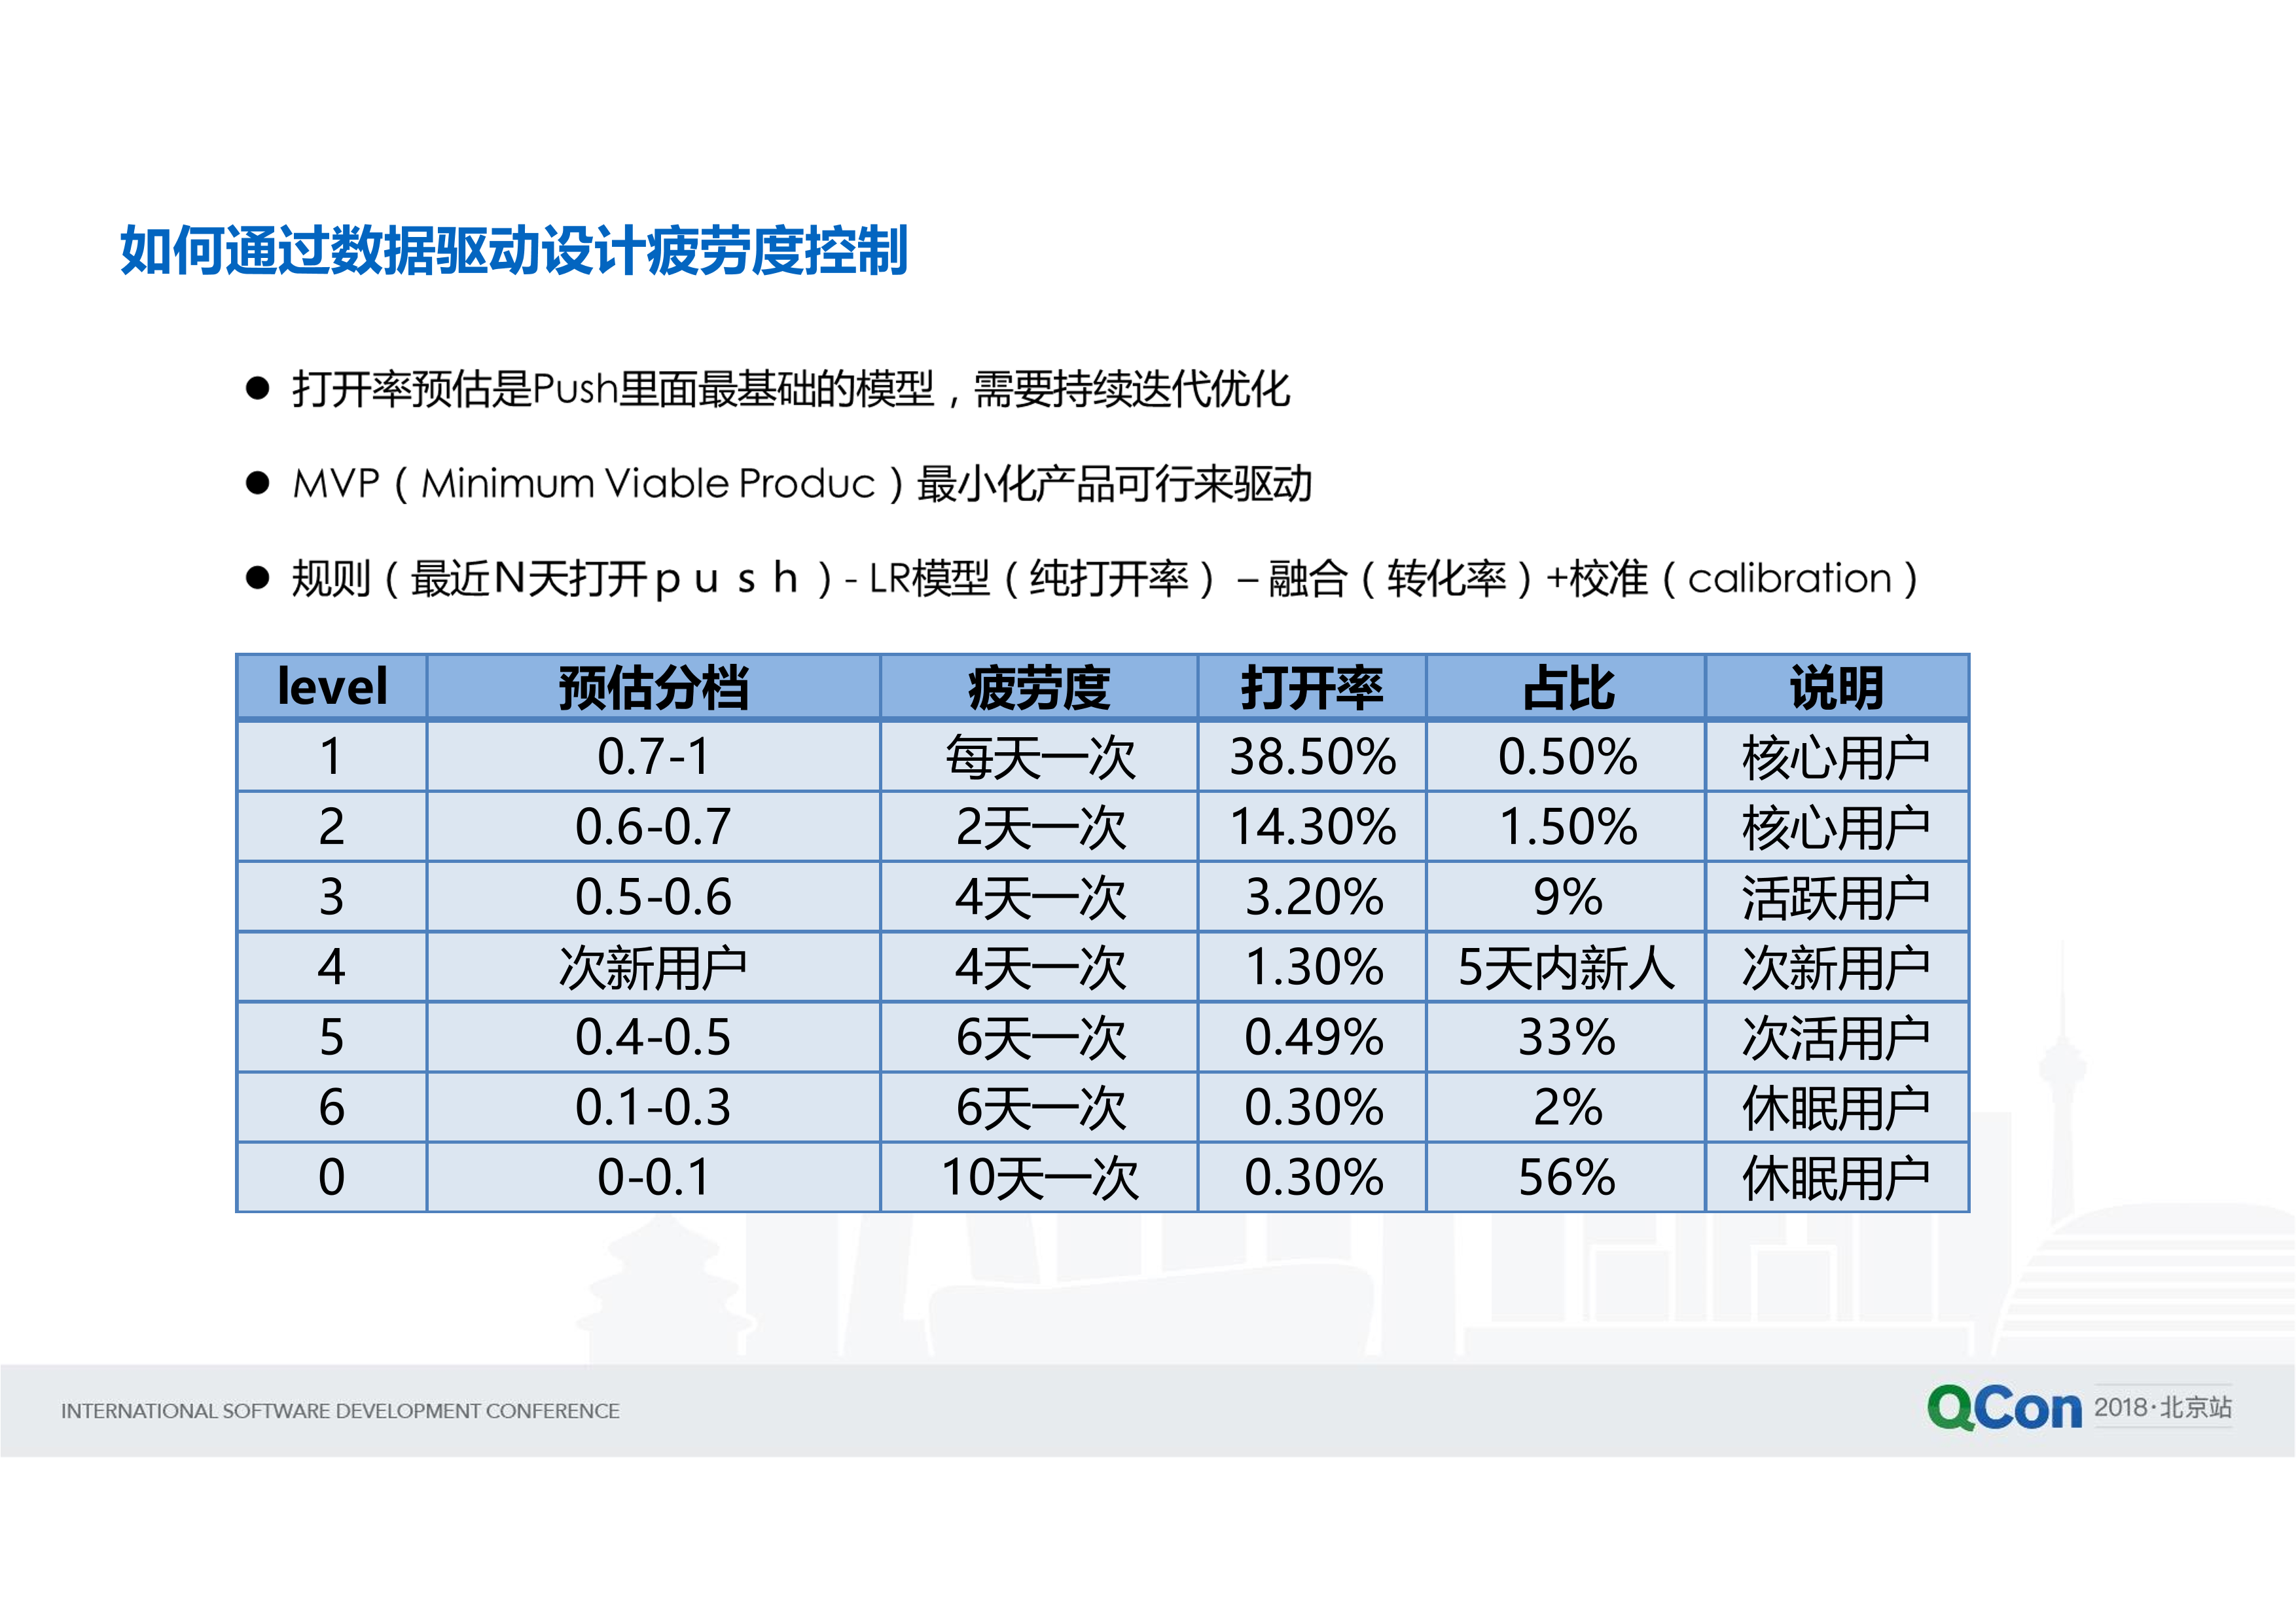 如何通过数据驱动设计疲劳度控制
● 打开率预估是Push里面最基础的模型，需要持续迭代优化
● MVP（Minimum Viable Produc）最小化产品可行来驱动
● 规则（最近N天打开ｐｕｓｈ）- LR模型（纯打开率） – 融合（转化率）+校准（calibration）
level 预估分档 疲劳度 打开率 占比 说明
1 0.7-1 每天一次 38.50% 0.50% 核心用户
2 0.6-0.7 2天一次 14.30% 1.50% 核心用户
3 0.5-0.6 4天一次 3.20% 9% 活跃用户
4 次新用户 4天一次 1.30% 5天内新人 次新用户
5 0.4-0.5 6天一次 0.49% 33% 次活用户
6 0.1-0.3 6天一次 0.30% 2% 休眠用户
0 0-0.1 10天一次 0.30% 56% 休眠用户
INTERNATIONAL SOFTWARE DEVELOPMENT CONFERENCE
QCon 2018·北京站